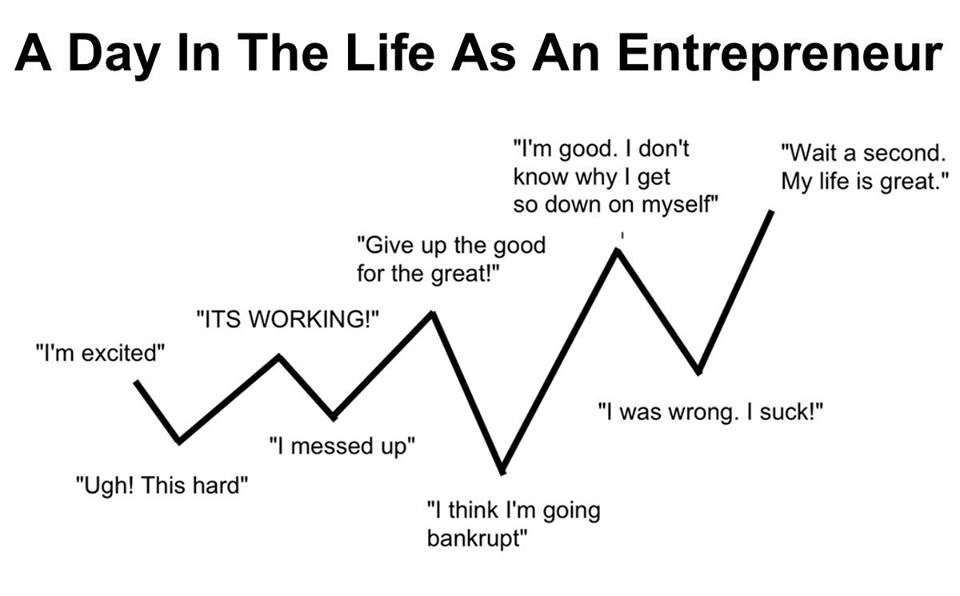 A Day In The Life As An Entrepreneur
"I'm excited"
"Ugh! This hard"
"ITS WORKING!"
"I messed up"
"Give up the good
for the great!"
"I think I'm going
bankrupt"
"I'm good. I don't
know why I get
so down on myself"
"I was wrong. I suck!"
"Wait a second.
My life is great."